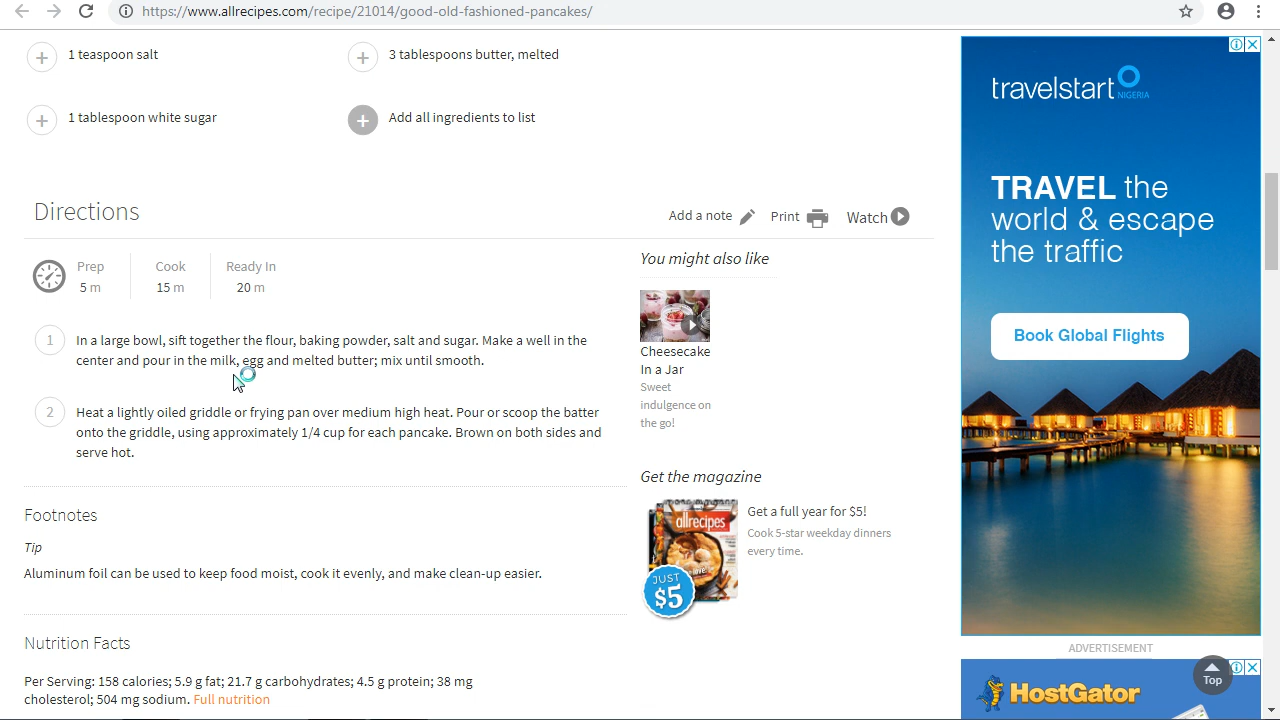 https://www.allrecipes.com/recipe/21014/good-old-fashioned-pancakes/
1 teaspoon salt
3 tablespoons butter, melted
1 tablespoon white sugar
Add all ingredients to list
Directions
Add a note
Print
Watch
Prep
5 m
Cook
15 m
Ready In
20 m
1
In a large bowl, sift together the flour, baking powder, salt and sugar. Make a well in the
center and pour in the milk, egg and melted butter; mix until smooth.
2
Heat a lightly oiled griddle or frying pan over medium high heat. Pour or scoop the batter
onto the griddle, using approximately 1/4 cup for each pancake. Brown on both sides and
serve hot.
Footnotes
Tip
Aluminum foil can be used to keep food moist, cook it evenly, and make clean-up easier.
Nutrition Facts
Per Serving: 158 calories; 5.9 g fat; 21.7 g carbohydrates; 4.5 g protein; 38 mg
cholesterol; 504 mg sodium. Full nutrition
You might also like
Cheesecake
In a Jar
Sweet
indulgence on
the go!
Get the magazine
allrecipes
JUST
$5
Get a full year for $5!
Cook 5-star weekday dinners
every time.
travelstart
NIGERIA
TRAVEL the
world & escape
the traffic
Book Global Flights
ADVERTISEMENT
Top
HostGator